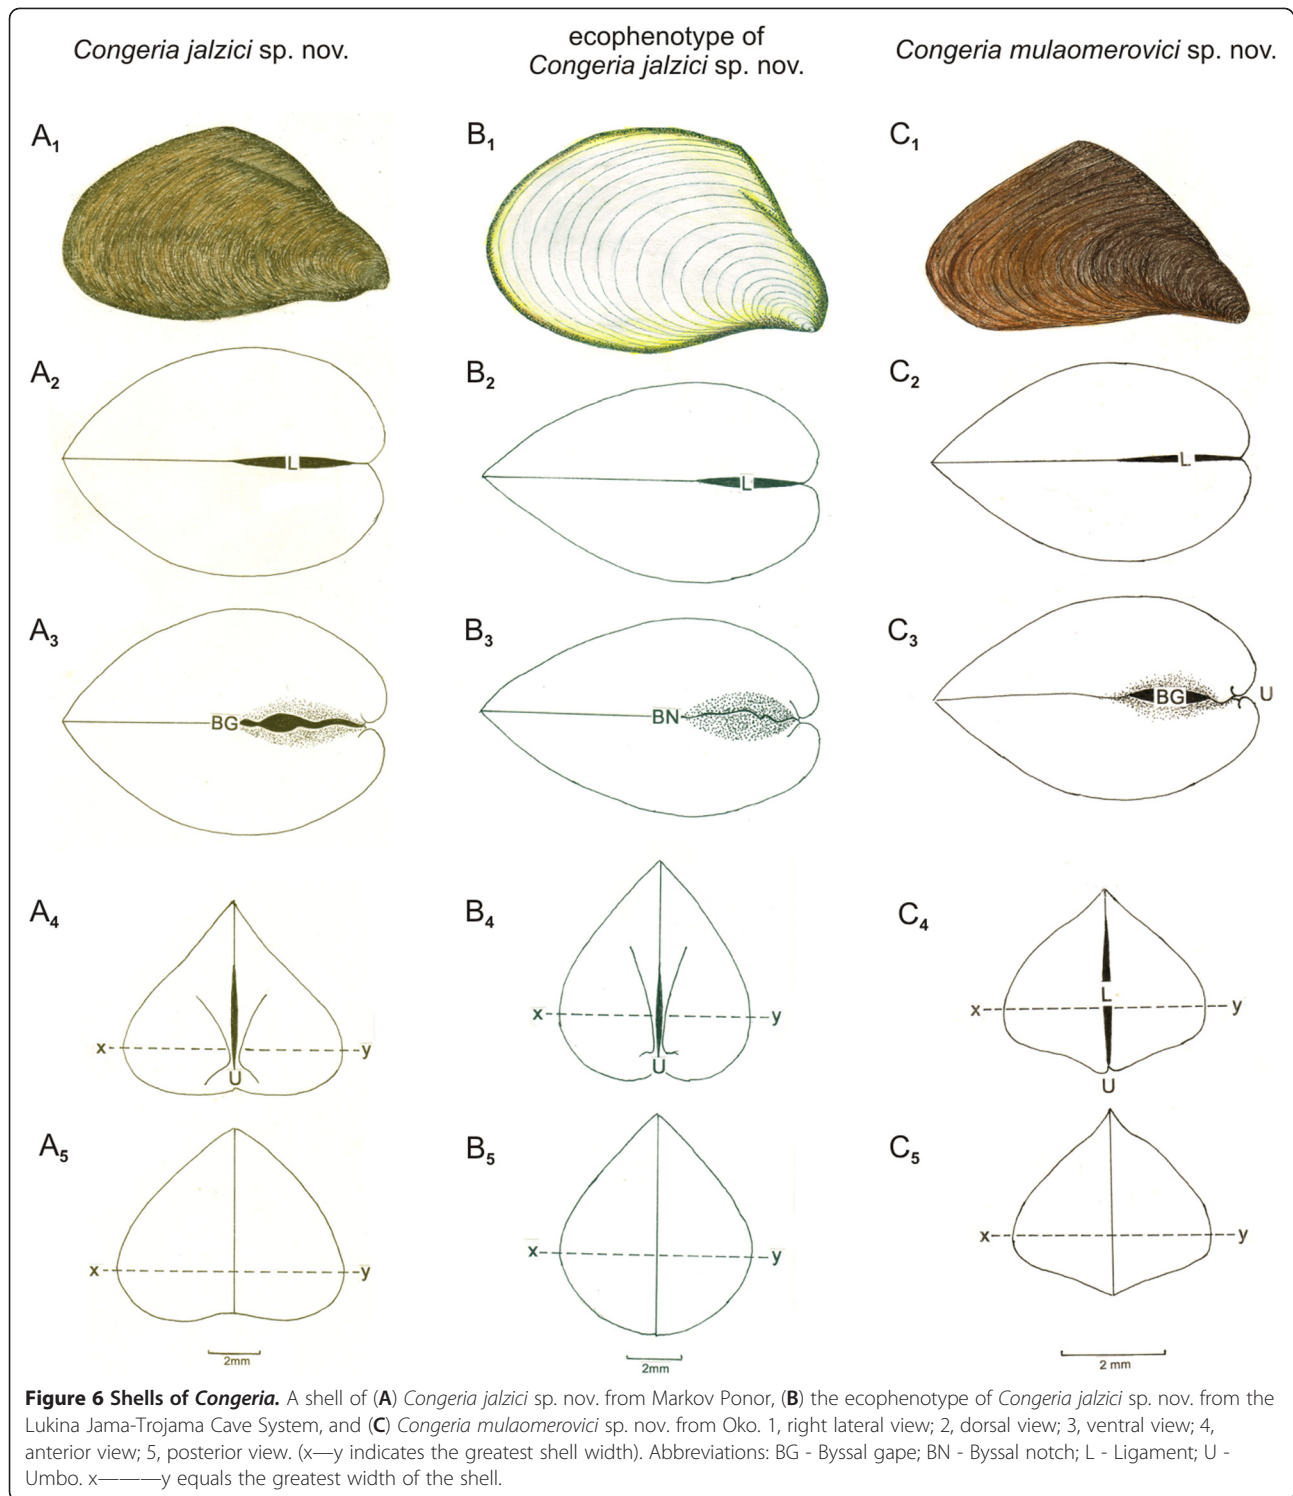 Congeria jalzici sp. nov.
ecophenotype of
Congeria jalzici sp. nov.
Congeria mulaomerovici sp. nov.
A1
B1
C1
A2
B2
C2
L
L
L
A3
B3
C3
BG
BN
BG
U
A4
B4
C4
x
y
U
x
y
U
L
x
y
U
A5
B5
C5
x
y
x
y
x
y
2mm
2mm
2 mm
Figure 6 Shells of Congeria. A shell of (A) Congeria jalzici sp. nov. from Markov Ponor, (B) the ecophenotype of Congeria jalzici sp. nov. from the
Lukina Jama-Trojama Cave System, and (C) Congeria mulaomerovici sp. nov. from Oko. 1, right lateral view; 2, dorsal view; 3, ventral view; 4,
anterior view; 5, posterior view. (x—y indicates the greatest shell width). Abbreviations: BG - Byssal gape; BN - Byssal notch; L - Ligament; U -
Umbo. x———y equals the greatest width of the shell.